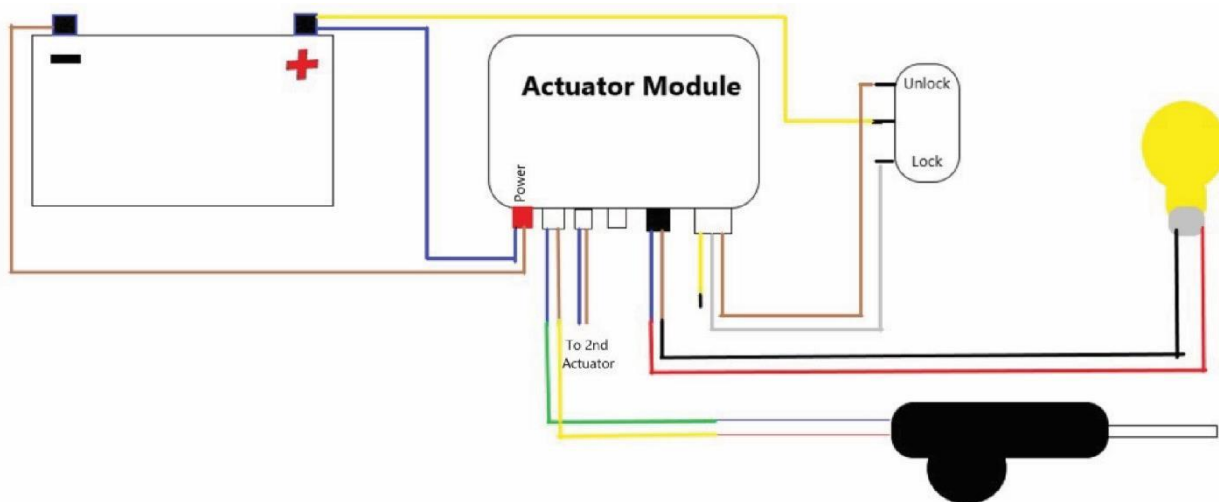 Actuator Module
Power
Unlock
Lock
To 2nd
Actuator